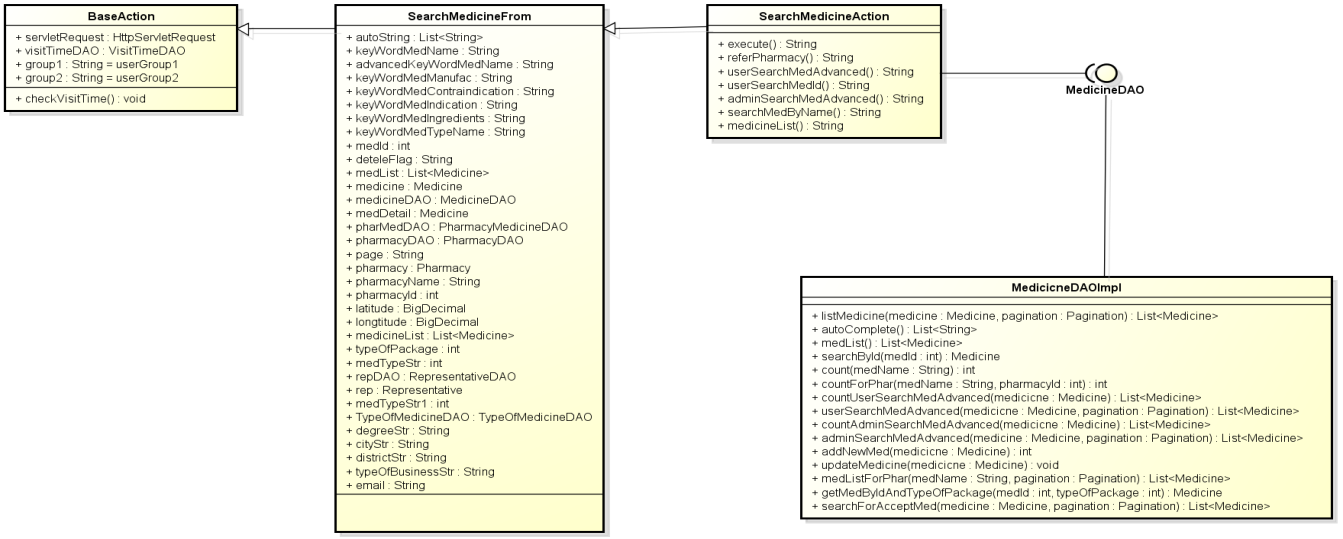 BaseAction
+ servletRequest : HttpServletRequest
+ visitTimeDAO : VisitTimeDAO
+ group1 : String = userGroup1
+ group2 : String = userGroup2
+ checkVisitTime() : void
SearchMedicineFrom
+ autoString : List<String>
+ keyWordMedName : String
+ advancedKeyWordMedName : String
+ keyWordMedManufac : String
+ keyWordMedContraindication : String
+ keyWordMedIndication : String
+ keyWordMedIngredients : String
+ keyWordMedTypeName : String
+ medId : int
+ deteleFlag : String
+ medList : List<Medicine>
+ medicine : Medicine
+ medicineDAO : MedicineDAO
+ medDetail : Medicine
+ pharMedDAO : PharmacyMedicineDAO
+ pharmacyDAO : PharmacyDAO
+ page : String
+ pharmacy : Pharmacy
+ pharmacyName : String
+ pharmacyId : int
+ latitude : BigDecimal
+ longtitude : BigDecimal
+ medicineList : List<Medicine>
+ typeOfPackage : int
+ medTypeStr : int
+ repDAO : RepresentativeDAO
+ rep : Representative
+ medTypeStr1 : int
+ TypeOfMedicineDAO : TypeOfMedicineDAO
+ degreeStr : String
+ cityStr : String
+ districtStr : String
+ typeOfBusinessStr : String
+ email : String
SearchMedicineAction
+ execute() : String
+ referPharmacy() : String
+ userSearchMedAdvanced() : String
+ userSearchMedId() : String
+ adminSearchMedAdvanced() : String
+ searchMedByName() : String
+ medicineList() : String
MedicineDAO
MedicicneDAOImpl
+ listMedicine(medicine : Medicine, pagination : Pagination) : List<Medicine>
+ autoComplete() : List<String>
+ medList() : List<Medicine>
+ searchById(medId : int) : Medicine
+ count(medName : String) : int
+ countForPhar(medName : String, pharmacyId : int) : int
+ countUserSearchMedAdvanced(medicicne : Medicine) : List<Medicine>
+ userSearchMedAdvanced(medicicne : Medicine, pagination : Pagination) : List<Medicine>
+ countAdminSearchMedAdvanced(medicicne : Medicine) : List<Medicine>
+ adminSearchMedAdvanced(medicicne : Medicine, pagination : Pagination) : List<Medicine>
+ addNewMed(medicicne : Medicine) : int
+ updateMedicine(medicicne : Medicine) : void
+ medListForPhar(medName : String, pagination : Pagination) : List<Medicine>
+ getMedByIdAndTypeOfPackage(medId : int, typeOfPackage : int) : Medicine
+ searchForAcceptMed(medicine : Medicine, pagination : Pagination) : List<Medicine>